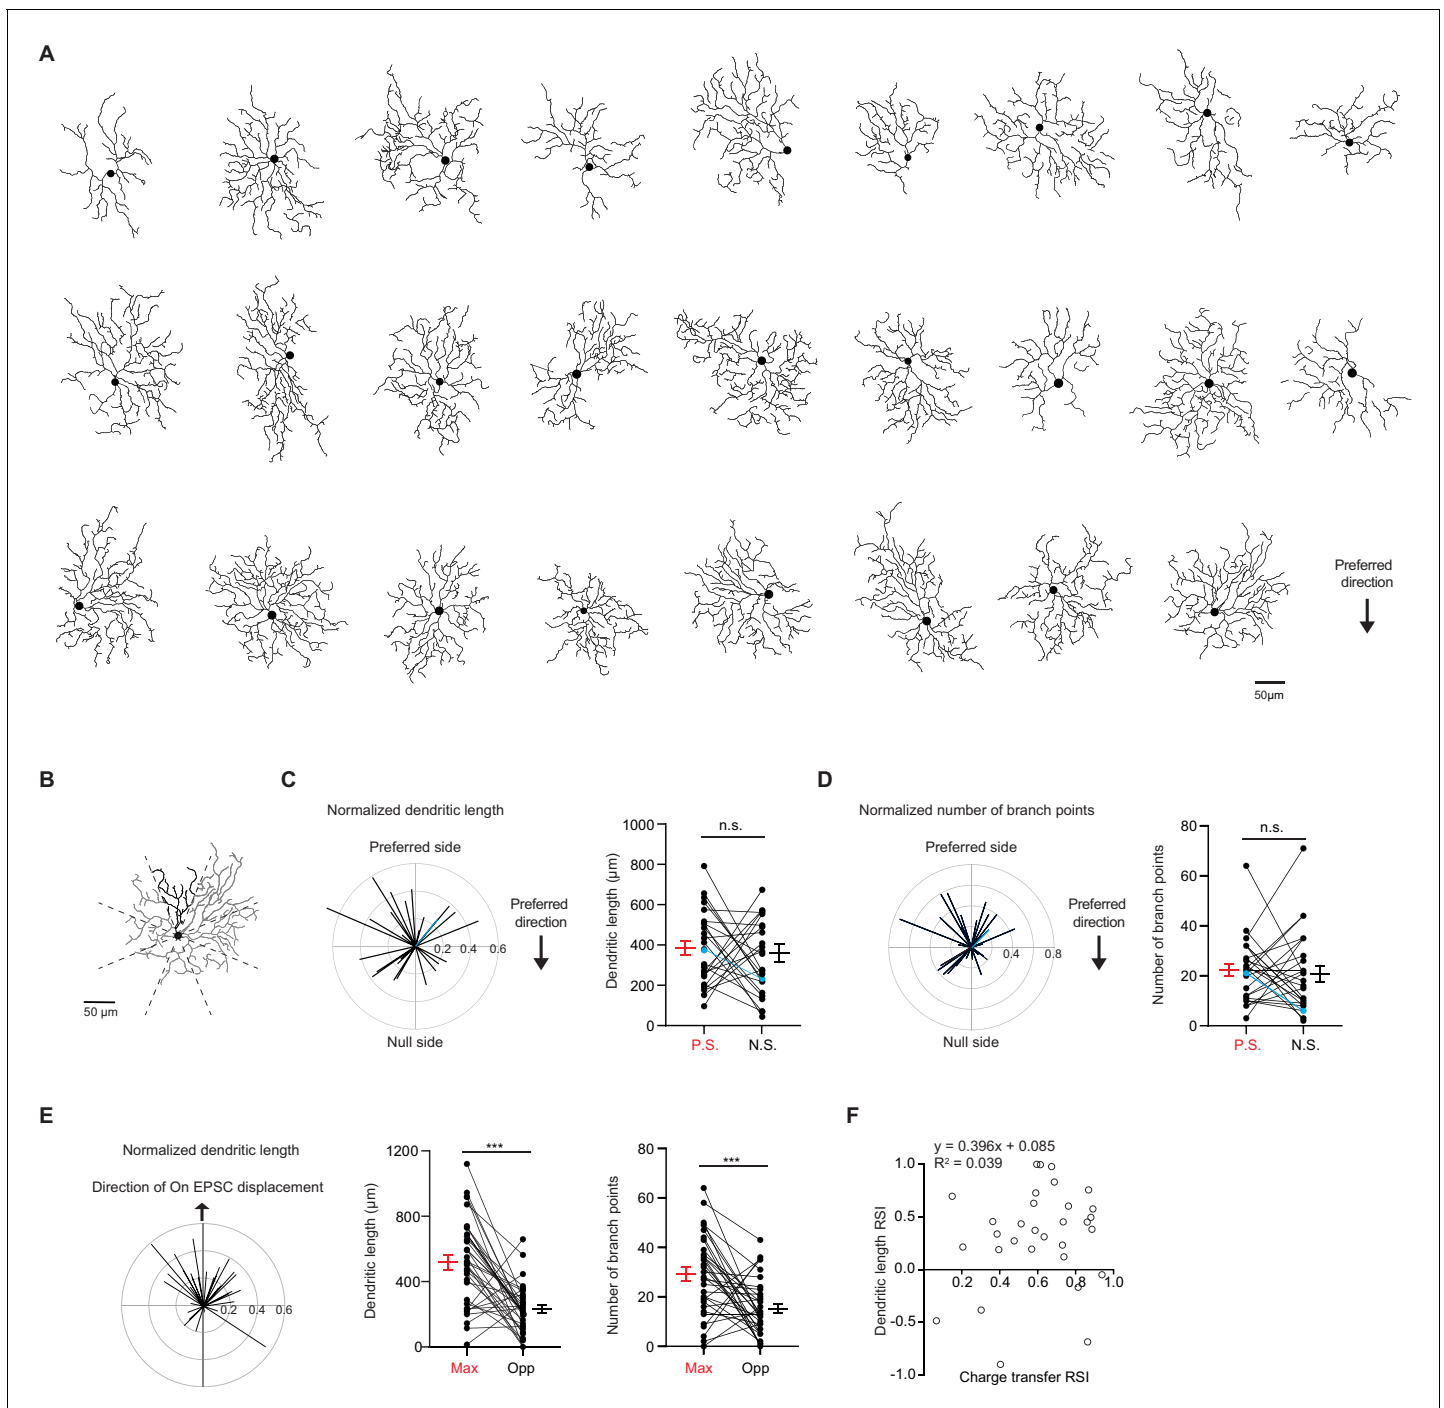 A
Preferred
direction
50µm
B
50 µm
C
Normalized dendritic length
Preferred side
0.2 0.4 0.6
Null side
Preferred
direction
Dendritic length (µm)
1000
800
600
400
200
0
n.s.
P.S. N.S.
D
Normalized number of branch points
Preferred side
0.4 0.8
Null side
Preferred
direction
Number of branch points
80
60
40
20
0
n.s.
P.S. N.S.
E
Normalized dendritic length
Direction of On EPSC displacement
0.2 0.4 0.6
Dendritic length (µm)
1200
800
400
0
***
Max Opp
Number of branch points
80
60
40
20
0
***
Max Opp
F
y = 0.396x + 0.085
R² = 0.039
Dendritic length RSI
1.0
0.5
0.0
-0.5
-1.0
0.2 0.4 0.6 0.8 1.0
Charge transfer RSI